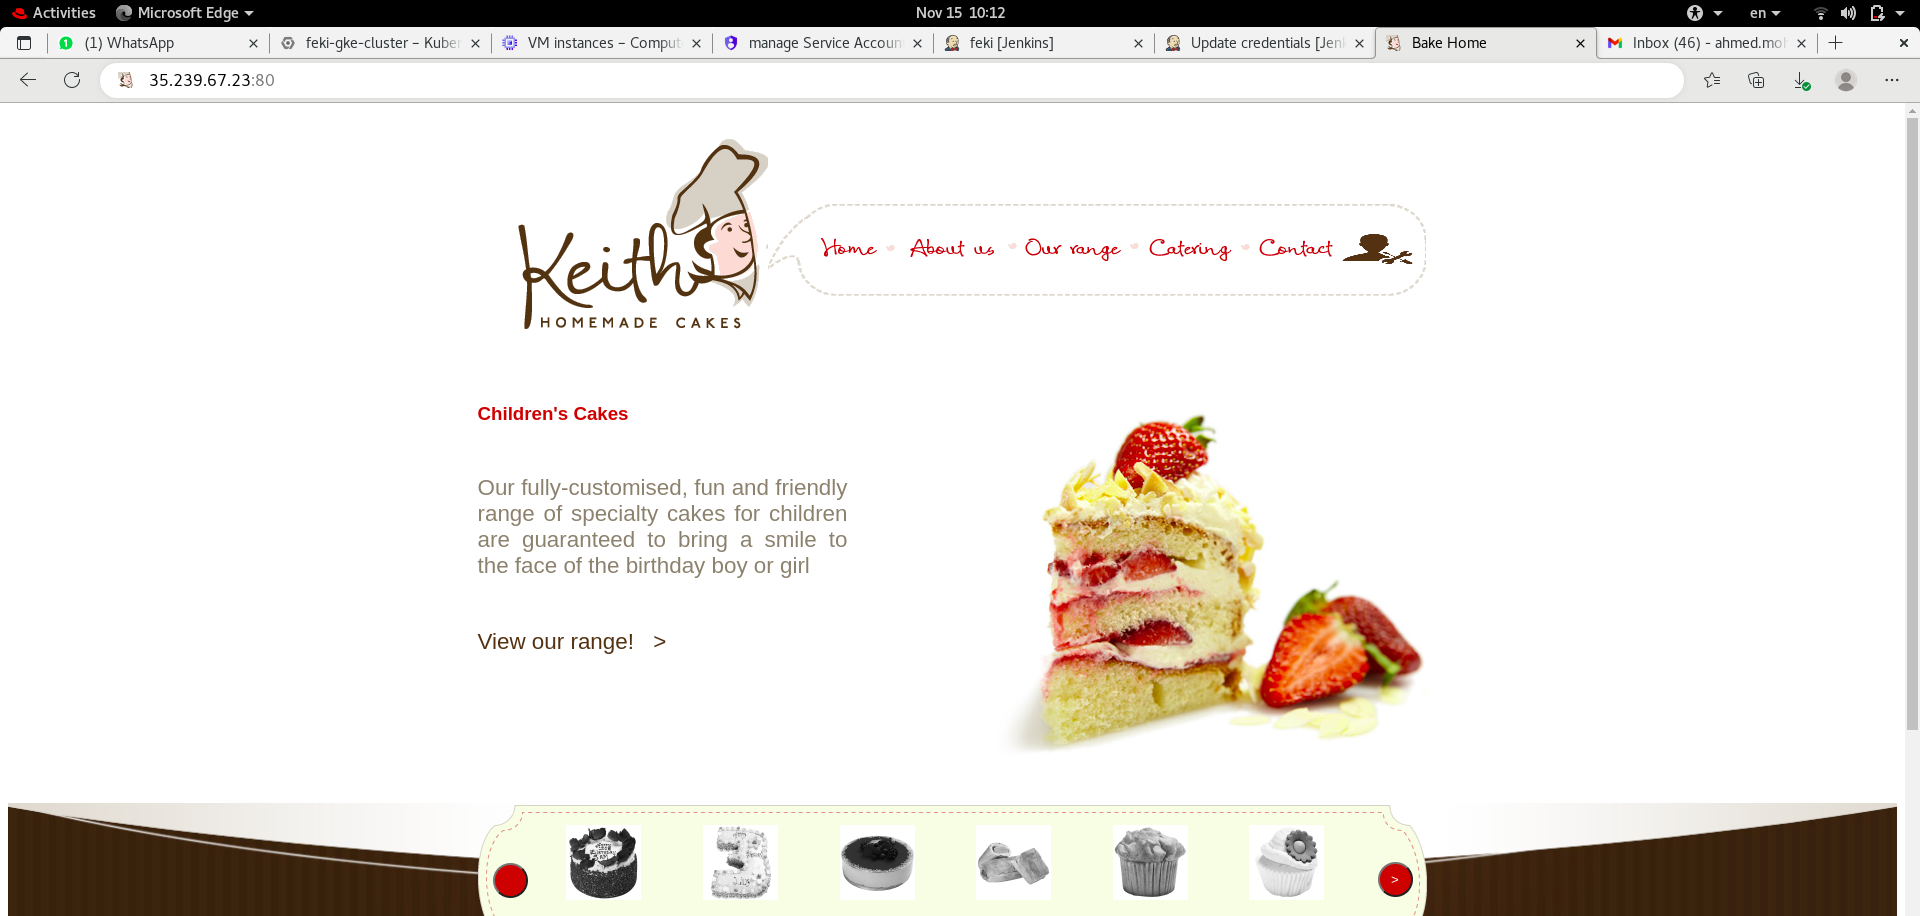 Activities Microsoft Edge Nov 15 10:12 en
(1) WhatsApp feki-gke-cluster – Kuber VM instances – Comput manage Service Accoun feki [Jenkins] Update credentials [Jen Bake Home Inbox (46) - ahmed.moh
35.239.67.23:80
Keith
HOMEMADE CAKES
Home About us Our range Catering Contact
Children's Cakes
Our fully-customised, fun and friendly
range of specialty cakes for children
are guaranteed to bring a smile to
the face of the birthday boy or girl
View our range! >
>